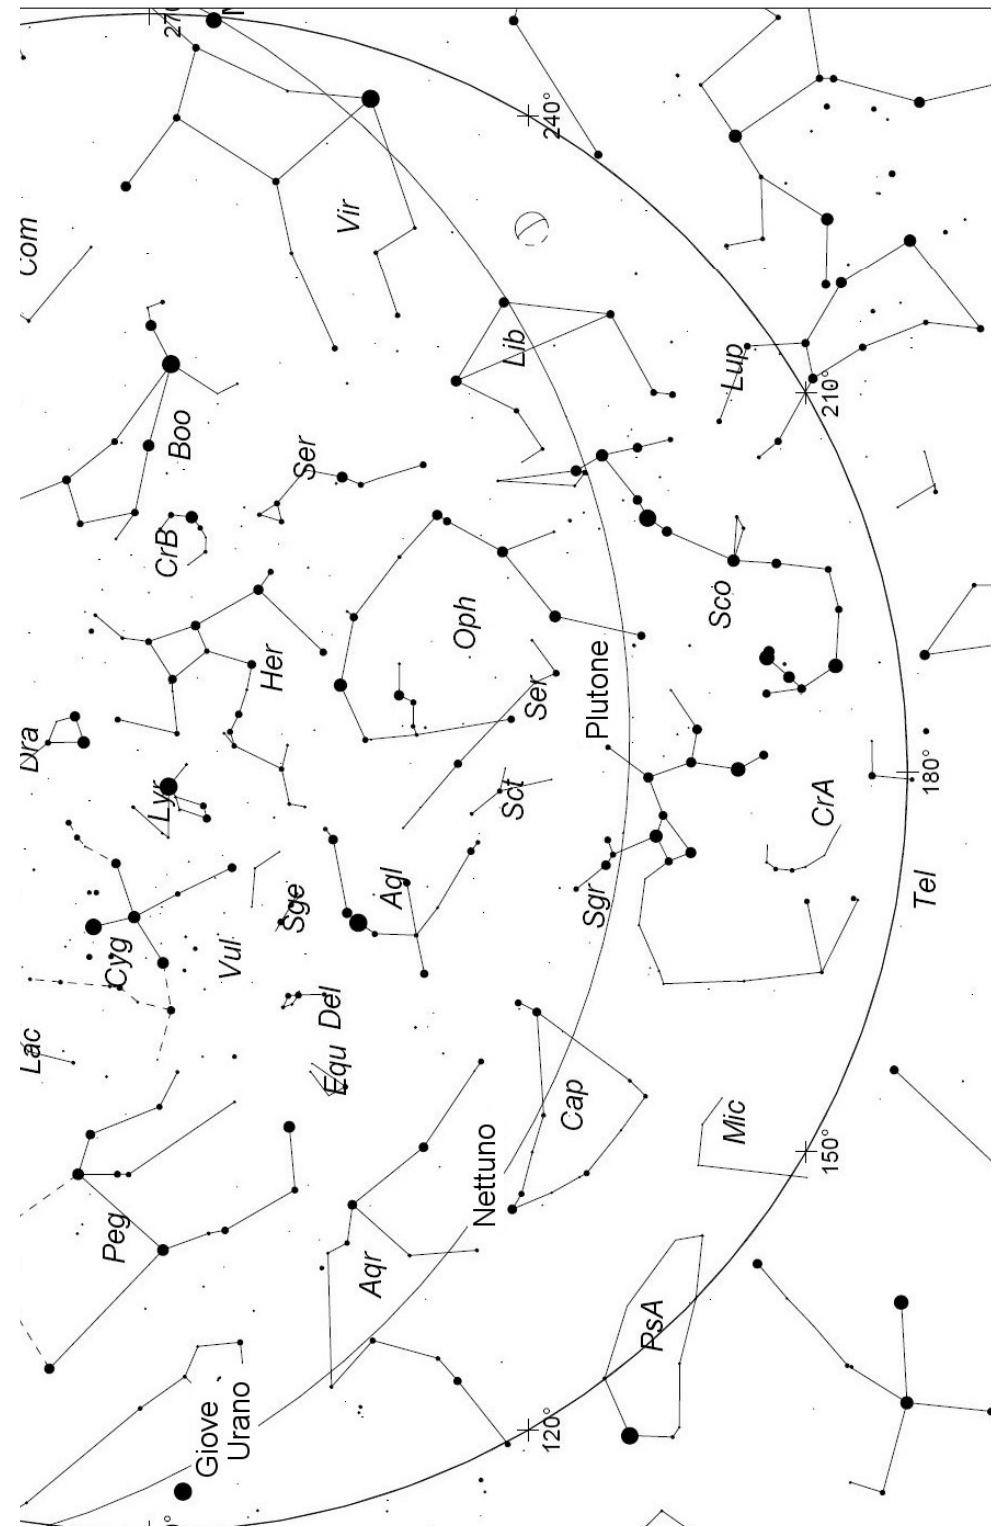 240°
Vir
Com
Lib
Lup
210°
Boo
Ser
CrB
Sco
Oph
Her
Ser
Plutone
Dra
180°
Lyr
Sct
CrA
Aql
Sge
Sgr
Tel
Cyg
Vul
Del
Lac
Equ
Cap
Mic
150°
Nettuno
Peg
Aqr
PsA
Giove
Urano
120°